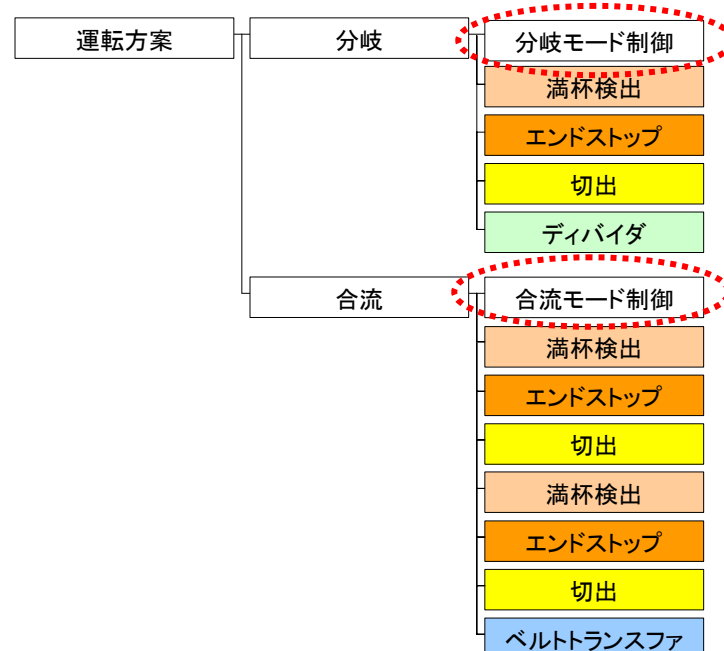 運転方案
分岐
分岐モード制御
満杯検出
エンドストップ
切出
ディバイダ
合流
合流モード制御
満杯検出
エンドストップ
切出
満杯検出
エンドストップ
切出
ベルトトランスファ